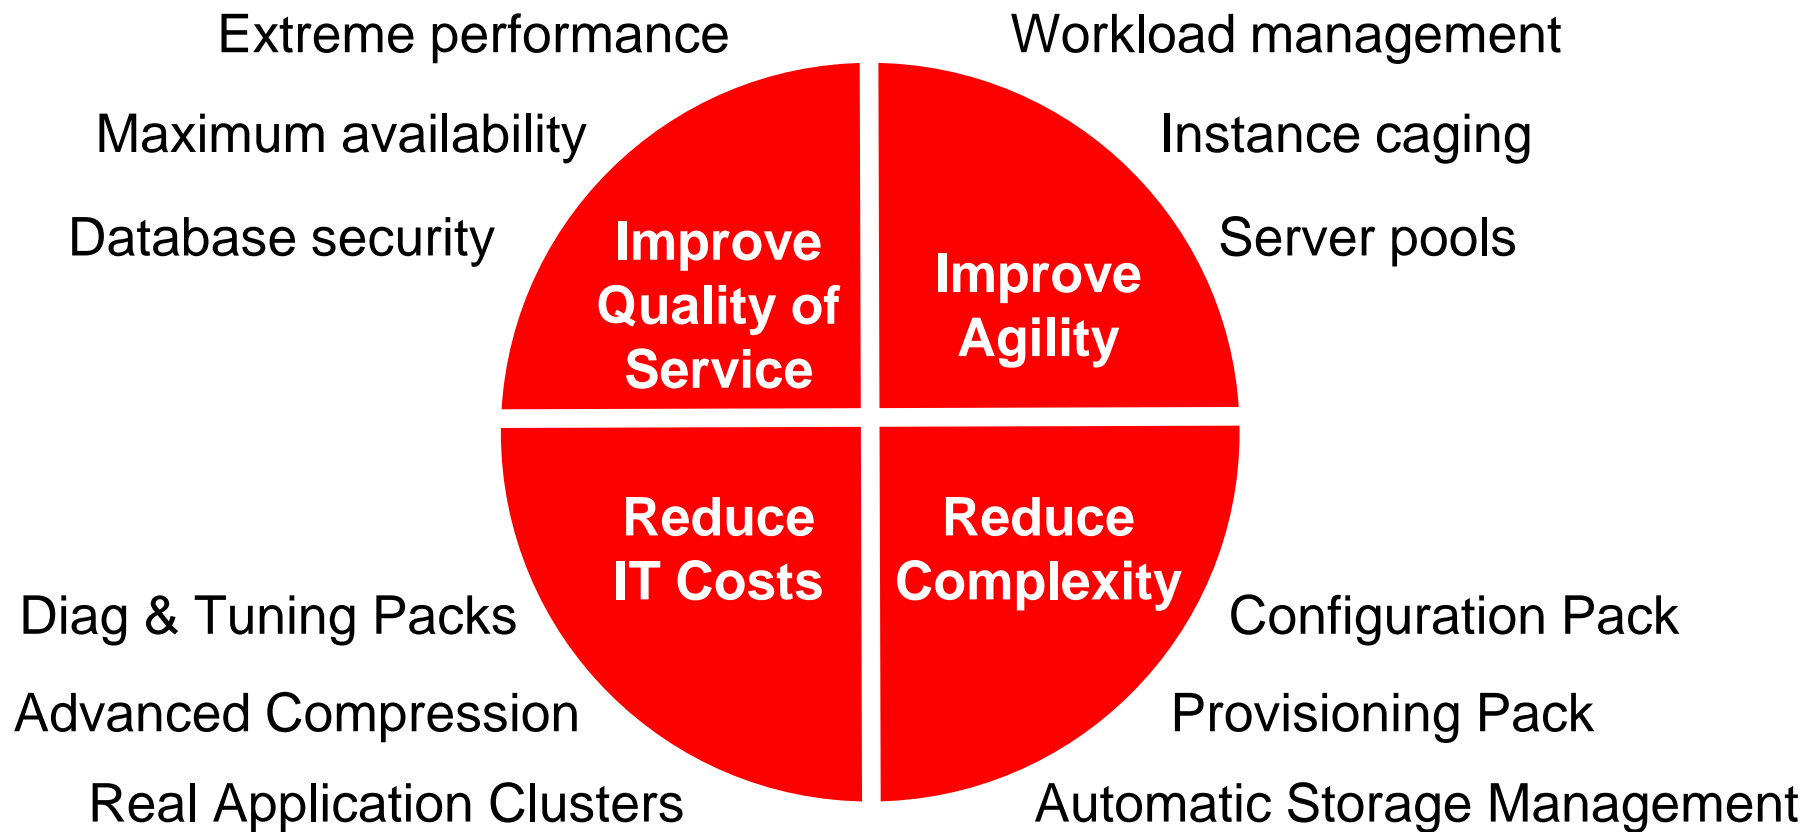 Extreme performance
Maximum availability
Database security
Improve
Quality of
Service
Workload management
Instance caging
Server pools
Improve
Agility
Reduce
IT Costs
Diag & Tuning Packs
Advanced Compression
Real Application Clusters
Reduce
Complexity
Configuration Pack
Provisioning Pack
Automatic Storage Management